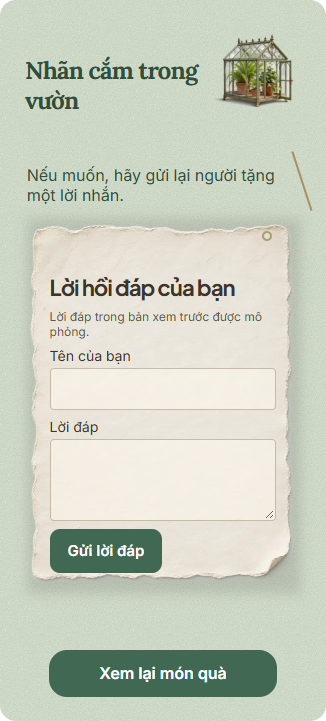 Nhãn cắm trong
vườn
Nếu muốn, hãy gửi lại người tặng
một lời nhắn.
Lời hồi đáp của bạn
Lời đáp trong bản xem trước được mô
phỏng.
Tên của bạn
Lời đáp
Gửi lời đáp
Xem lại món quà